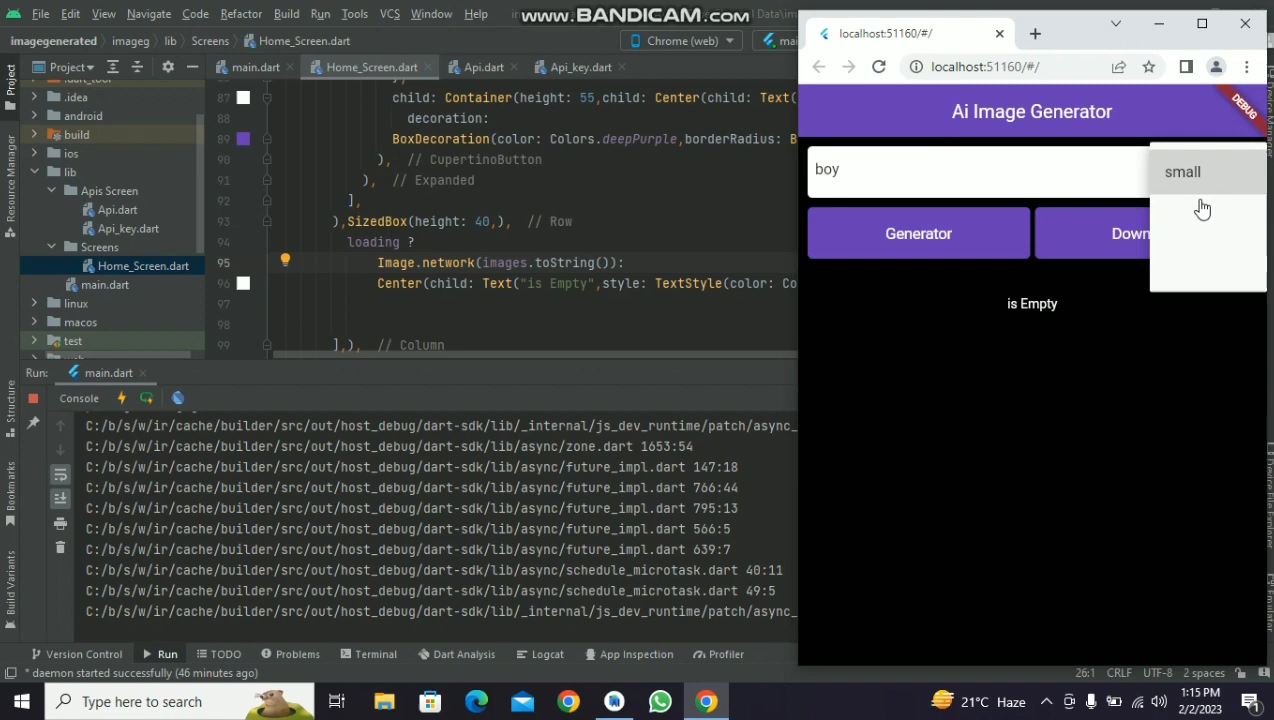 File Edit View Navigate Code Refactor Build Run Tools VCS Window Help
www.BANDICAM.com
imagegenerated imageg lib Screens Home_Screen.dart
Chrome (web)
Project
main.dart Home_Screen.dart Api.dart Api_key.dart
.idea
android
build
ios
lib
Apis Screen
Api.dart
Api_key.dart
Screens
Home_Screen.dart
main.dart
linux
macos
test
87 child: Container(height: 55,child: Center(child: Text(
88 decoration:
89 BoxDecoration(color: Colors.deepPurple,borderRadius: B
90 ), // CupertinoButton
91 ), // Expanded
92 ],
93 ),SizedBox(height: 40,), // Row
94 loading ?
95 Image.network(images.toString()):
96 Center(child: Text("is Empty",style: TextStyle(color: Co
97
98
99 ],), // Column
Project
Resource Manager
Structure
Bookmarks
Build Variants
Run: main.dart
Console
C:/b/s/w/ir/cache/builder/src/out/host_debug/dart-sdk/lib/_internal/js_dev_runtime/patch/async_
C:/b/s/w/ir/cache/builder/src/out/host_debug/dart-sdk/lib/async/zone.dart 1653:54
C:/b/s/w/ir/cache/builder/src/out/host_debug/dart-sdk/lib/async/future_impl.dart 147:18
C:/b/s/w/ir/cache/builder/src/out/host_debug/dart-sdk/lib/async/future_impl.dart 766:44
C:/b/s/w/ir/cache/builder/src/out/host_debug/dart-sdk/lib/async/future_impl.dart 795:13
C:/b/s/w/ir/cache/builder/src/out/host_debug/dart-sdk/lib/async/future_impl.dart 566:5
C:/b/s/w/ir/cache/builder/src/out/host_debug/dart-sdk/lib/async/future_impl.dart 639:7
C:/b/s/w/ir/cache/builder/src/out/host_debug/dart-sdk/lib/async/schedule_microtask.dart 40:11
C:/b/s/w/ir/cache/builder/src/out/host_debug/dart-sdk/lib/async/schedule_microtask.dart 49:5
C:/b/s/w/ir/cache/builder/src/out/host_debug/dart-sdk/lib/_internal/js_dev_runtime/patch/async_
Version Control Run TODO Problems Terminal Dart Analysis Logcat App Inspection Profiler
* daemon started successfully (46 minutes ago)
26:1 CRLF UTF-8 2 spaces
localhost:51160/#/
localhost:51160/#/
Ai Image Generator
DEBUG
boy
small
Generator
Down
is Empty
Type here to search
21°C Haze
1:15 PM
2/2/2023
1